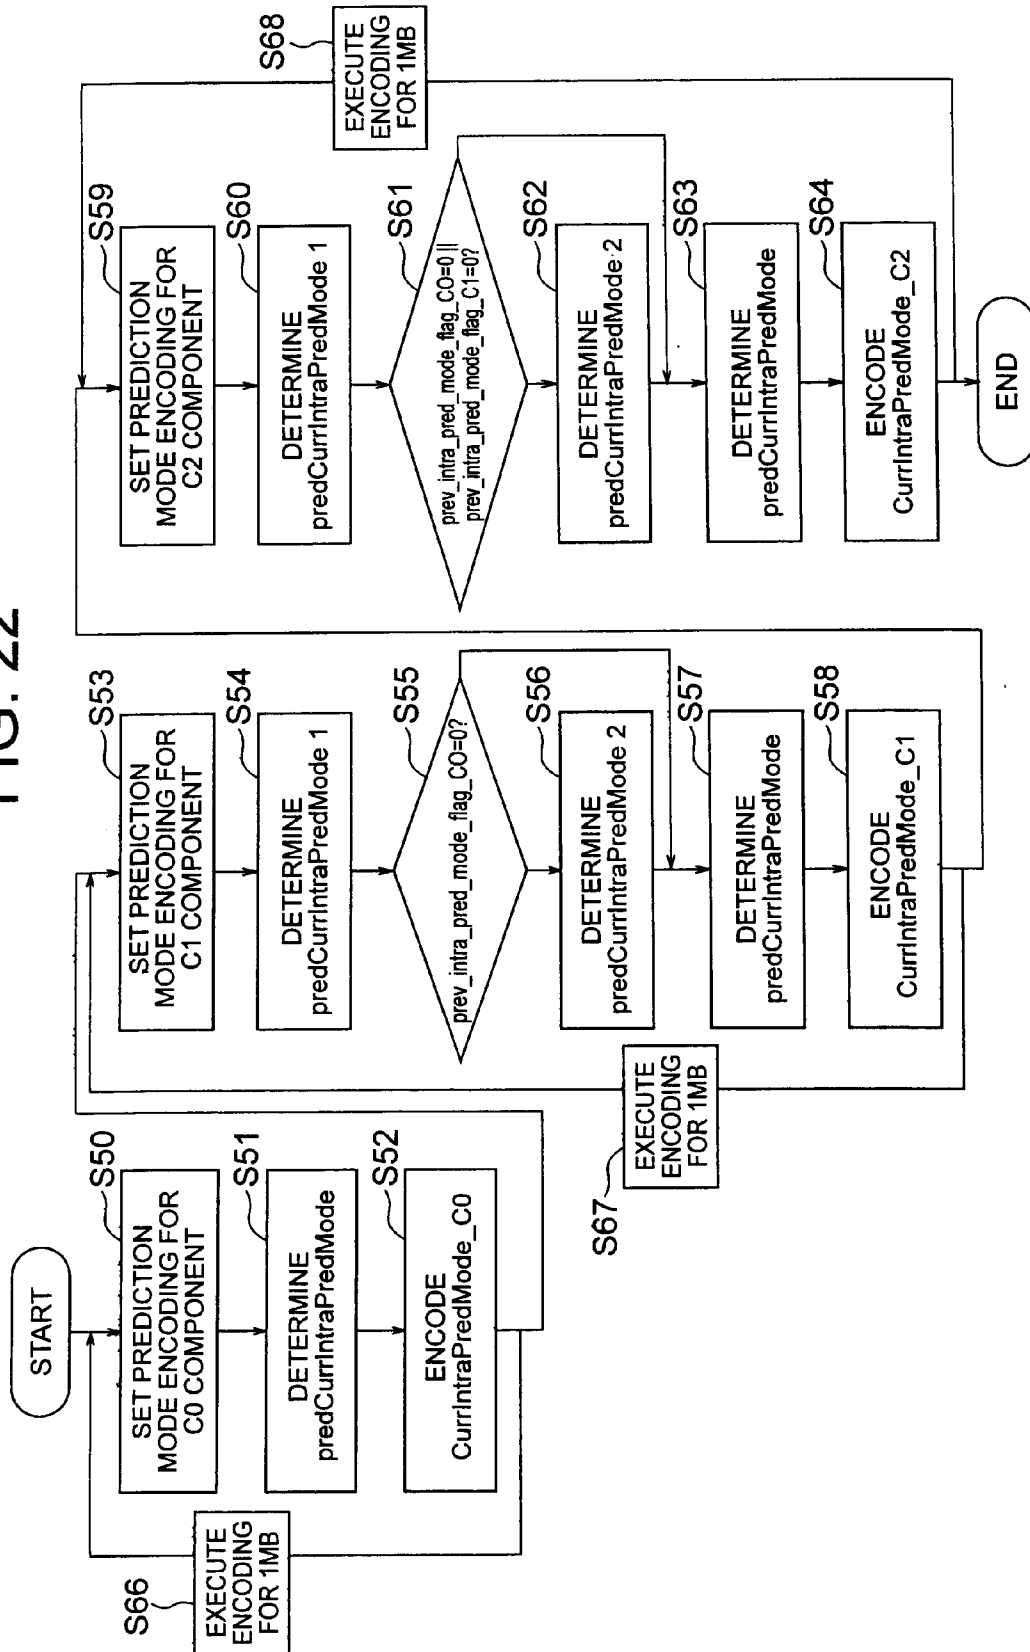 FIG. 22
START
SET PREDICTION
MODE ENCODING FOR
C0 COMPONENT
S50
DETERMINE
predCurrIntraPredMode
S51
ENCODE
CurrIntraPredMode_C0
S52
EXECUTE
ENCODING
FOR 1MB
S66
SET PREDICTION
MODE ENCODING FOR
C1 COMPONENT
S53
DETERMINE
predCurrIntraPredMode 1
S54
prev_intra_pred_mode_flag_CO=0?
S55
DETERMINE
predCurrIntraPredMode 2
S56
DETERMINE
predCurrIntraPredMode
S57
ENCODE
CurrIntraPredMode_C1
S58
EXECUTE
ENCODING
FOR 1MB
S67
SET PREDICTION
MODE ENCODING FOR
C2 COMPONENT
S59
DETERMINE
predCurrIntraPredMode 1
S60
prev_intra_pred_mode_flag_CO=0 ||
prev_intra_pred_mode_flag_C1=0?
S61
DETERMINE
predCurrIntraPredMode 2
S62
DETERMINE
predCurrIntraPredMode
S63
ENCODE
CurrIntraPredMode_C2
S64
EXECUTE
ENCODING
FOR 1MB
S68
END